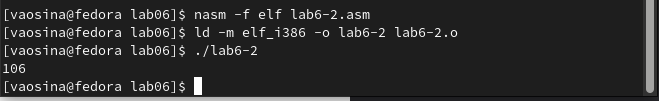 [vaosina@fedora lab06]$ nasm -f elf lab6-2.asm
[vaosina@fedora lab06]$ ld -m elf_i386 -o lab6-2 lab6-2.o
[vaosina@fedora lab06]$ ./lab6-2
106
[vaosina@fedora lab06]$